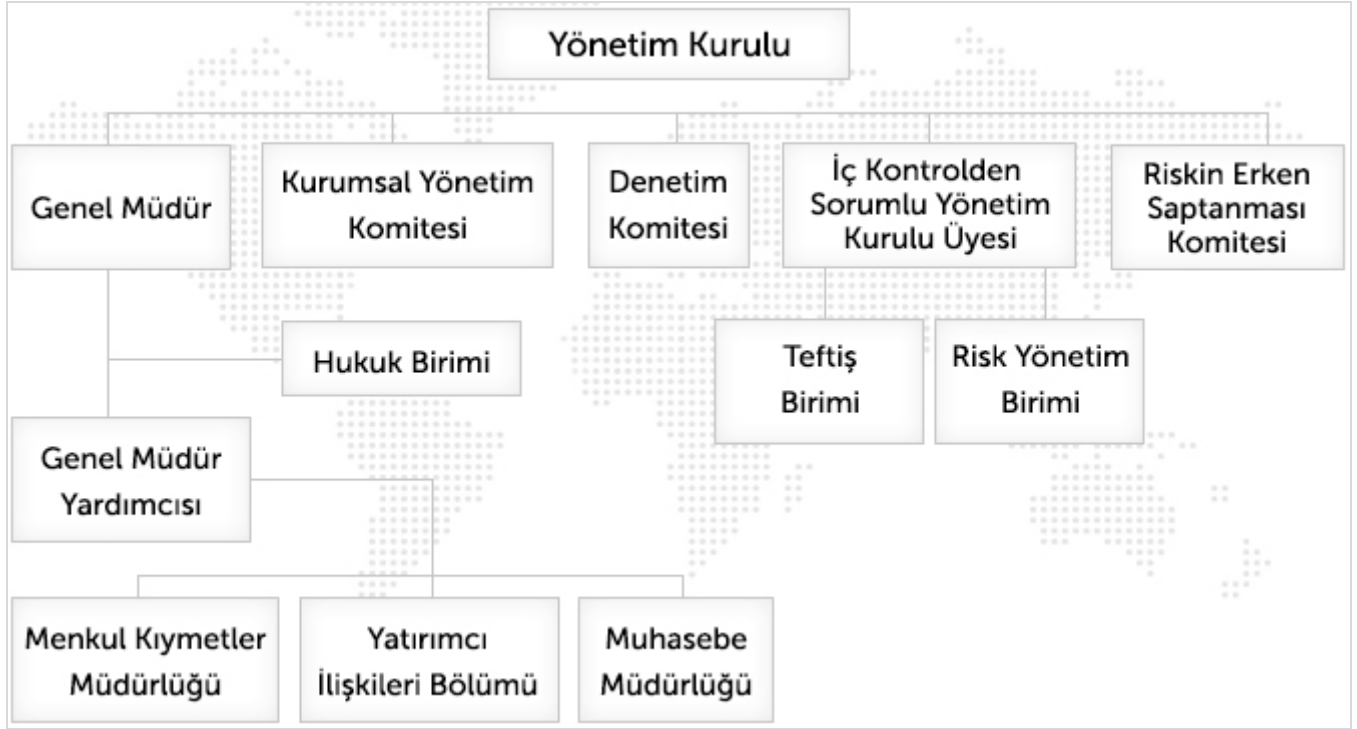 Yönetim Kurulu
Genel Müdür
Kurumsal Yönetim
Komitesi
Denetim
Komitesi
İç Kontrolden
Sorumlu Yönetim
Kurulu Üyesi
Riskin Erken
Saptanması
Komitesi
Hukuk Birimi
Teftiş
Birimi
Risk Yönetim
Birimi
Genel Müdür
Yardımcısı
Menkul Kıymetler
Müdürlüğü
Yatırımcı
İlişkileri Bölümü
Muhasebe
Müdürlüğü